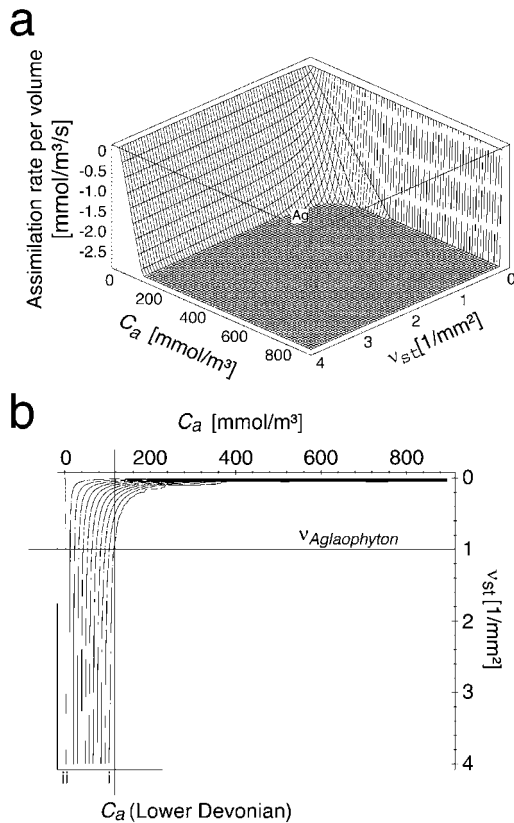 a
Assimilation rate per volume
[mmol/m³/s]
0
-0.5
-1.0
-1.5
-2.0
-2.5
Ag
0
200
400
600
800
Ca [mmol/m³]
4
3
2
1
0
νst[1/mm²]
b
Ca [mmol/m³]
0 200 400 600 800
0
1
2
3
4
νAglaophyton
νst [1/mm²]
ii i
Ca (Lower Devonian)